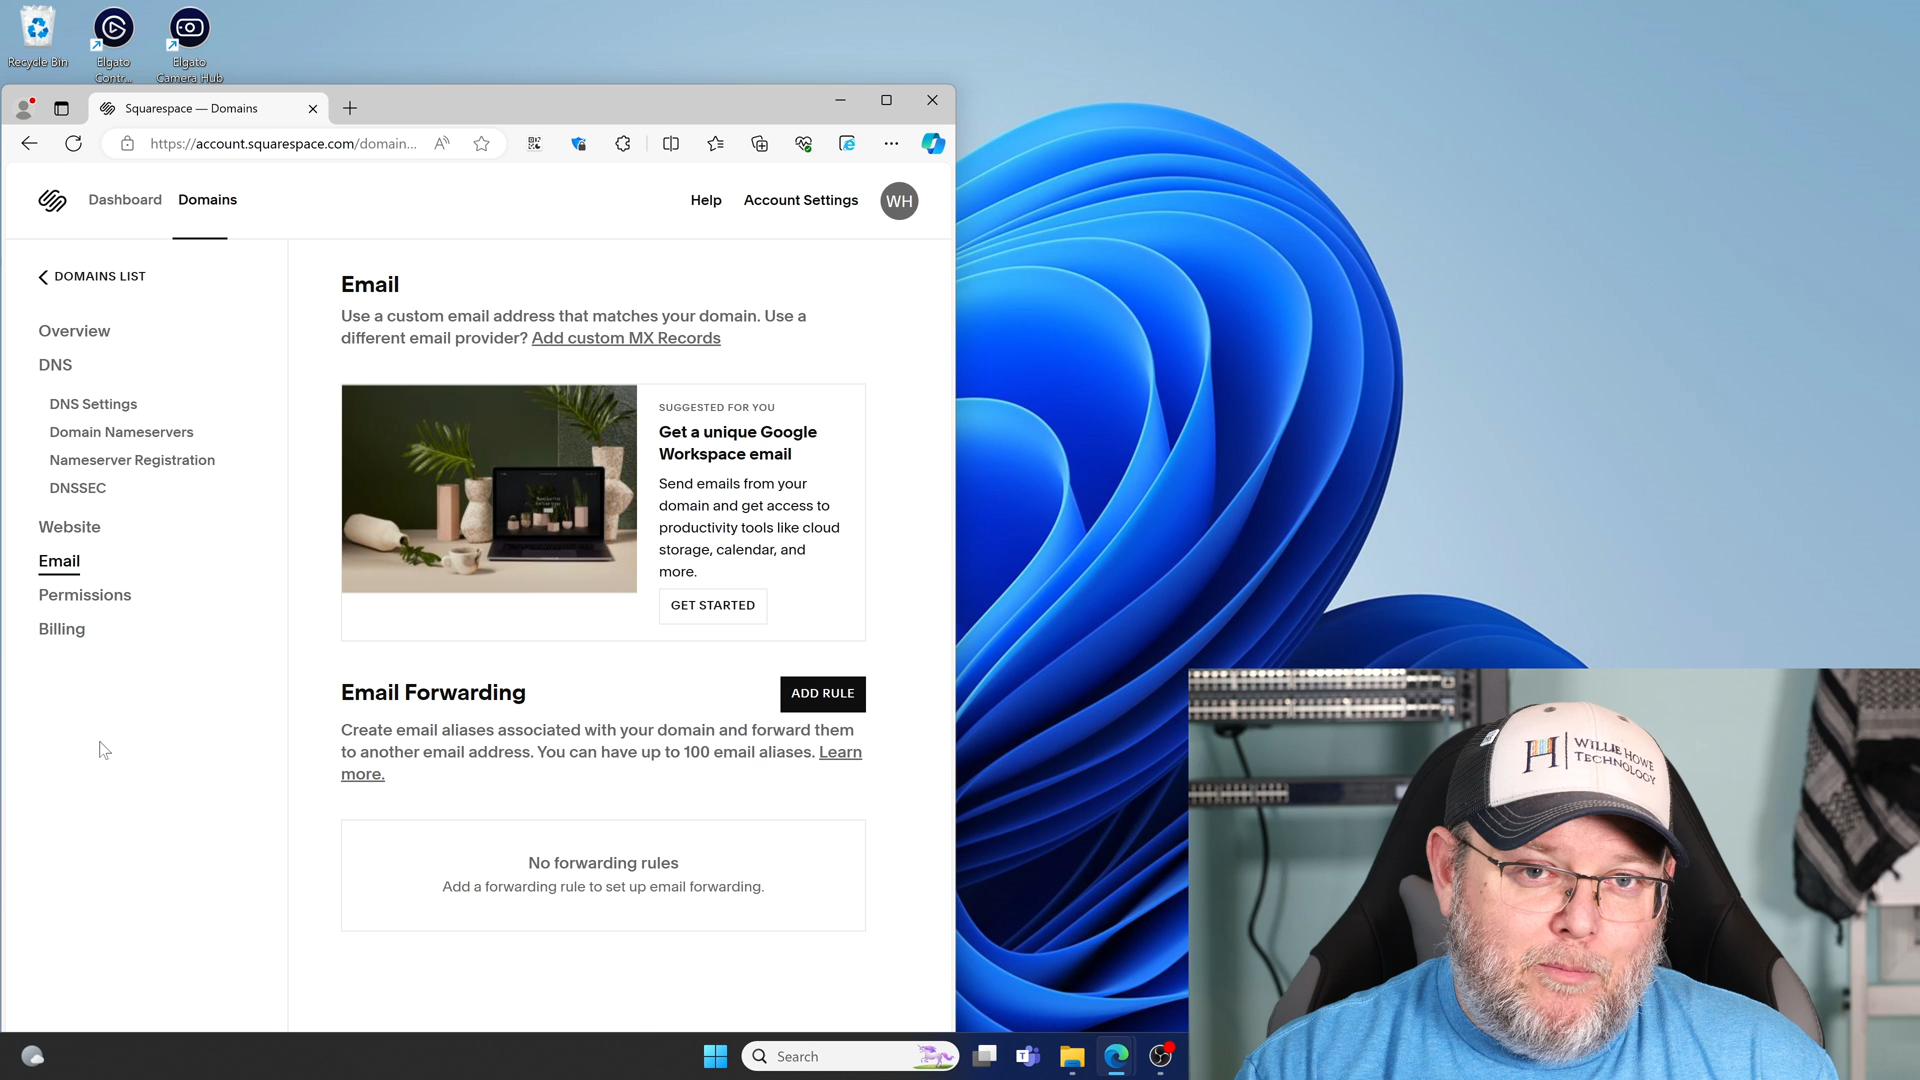 Recycle Bin
Elgato
Contr...
Elgato
Camera Hub
Squarespace — Domains
https://account.squarespace.com/domain...
Dashboard
Domains
Help
Account Settings
WH
DOMAINS LIST
Overview
DNS
DNS Settings
Domain Nameservers
Nameserver Registration
DNSSEC
Website
Email
Permissions
Billing
Email
Use a custom email address that matches your domain. Use a
different email provider? Add custom MX Records
SUGGESTED FOR YOU
Get a unique Google
Workspace email
Send emails from your
domain and get access to
productivity tools like cloud
storage, calendar, and
more.
GET STARTED
Email Forwarding
ADD RULE
Create email aliases associated with your domain and forward them
to another email address. You can have up to 100 email aliases. Learn
more.
No forwarding rules
Add a forwarding rule to set up email forwarding.
Search
H WILLIE HOWE
TECHNOLOGY